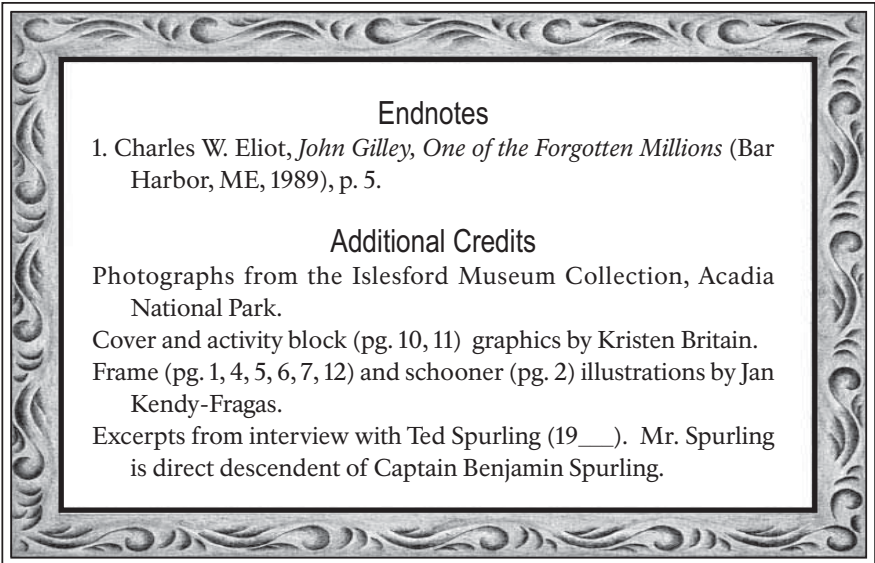 Endnotes
1. Charles W. Eliot, John Gilley, One of the Forgotten Millions (Bar
Harbor, ME, 1989), p. 5.
Additional Credits
Photographs from the Islesford Museum Collection, Acadia
National Park.
Cover and activity block (pg. 10, 11) graphics by Kristen Britain.
Frame (pg. 1, 4, 5, 6, 7, 12) and schooner (pg. 2) illustrations by Jan
Kendy-Fragas.
Excerpts from interview with Ted Spurling (19___). Mr. Spurling
is direct descendent of Captain Benjamin Spurling.